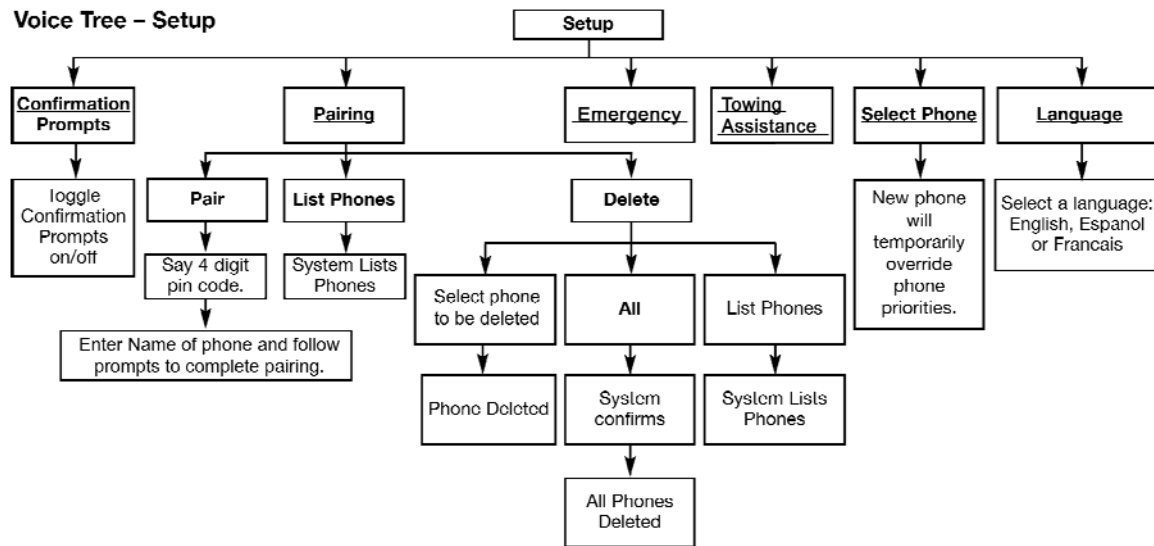 Voice Tree – Setup
Setup
Confirmation
Prompts
Pairing
Emergency
Towing
Assistance
Select Phone
Language
Toggle
Confirmation
Prompts
on/off
Pair
List Phones
Delete
New phone
will
temporarily
override
phone
priorities.
Select a language:
English, Espanol
or Francais
Say 4 digit
pin code.
System Lists
Phones
Select phone
to be deleted
All
List Phones
Enter Name of phone and follow
prompts to complete pairing.
Phone Deleted
System
confirms
System Lists
Phones
All Phones
Deleted